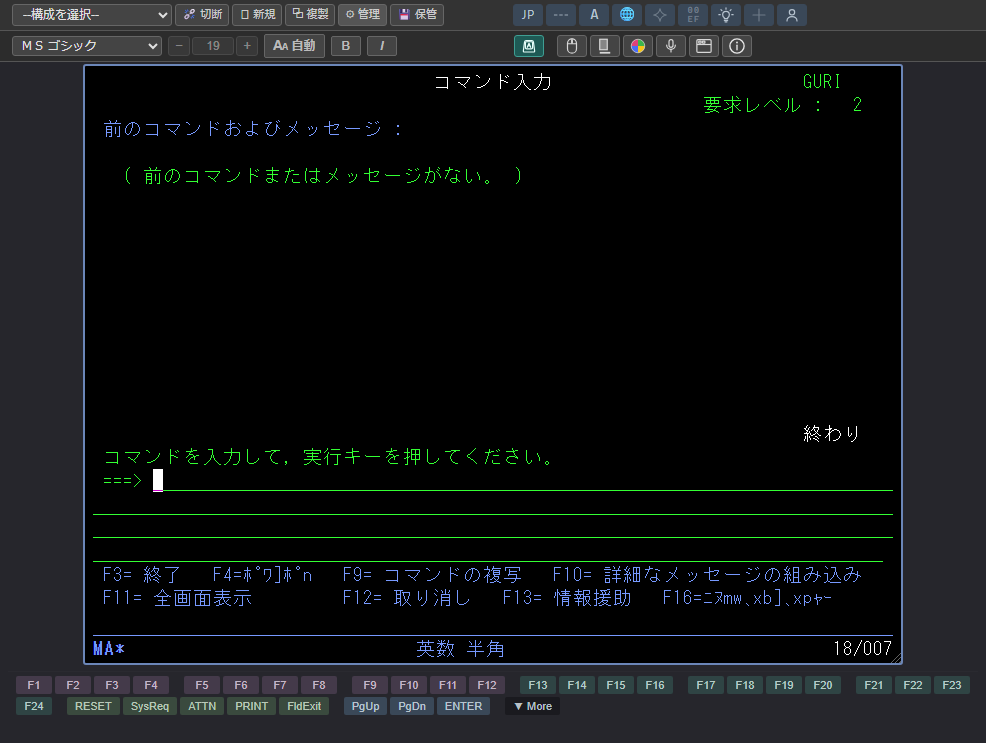 --構成を選択-- 切断 新規 複製 管理 保管 JP --- A 00 EF
MS ゴシック − 19 + AA 自動 B I
コマンド入力 GURI
要求レベル : 2
前のコマンドおよびメッセージ :
( 前のコマンドまたはメッセージがない。 )
終わり
コマンドを入力して, 実行キーを押してください。
===>
F3= 終了 F4=ﾎﾟﾜ]ﾎﾟn F9= コマンドの複写 F10= 詳細なメッセージの組み込み
F11= 全画面表示 F12= 取り消し F13= 情報援助 F16=ﾆﾇmw､xb]､xpｬｰ
MA* 英数 半角 18/007
F1 F2 F3 F4 F5 F6 F7 F8 F9 F10 F11 F12 F13 F14 F15 F16 F17 F18 F19 F20 F21 F22 F23
F24 RESET SysReq ATTN PRINT FldExit PgUp PgDn ENTER ▼ More